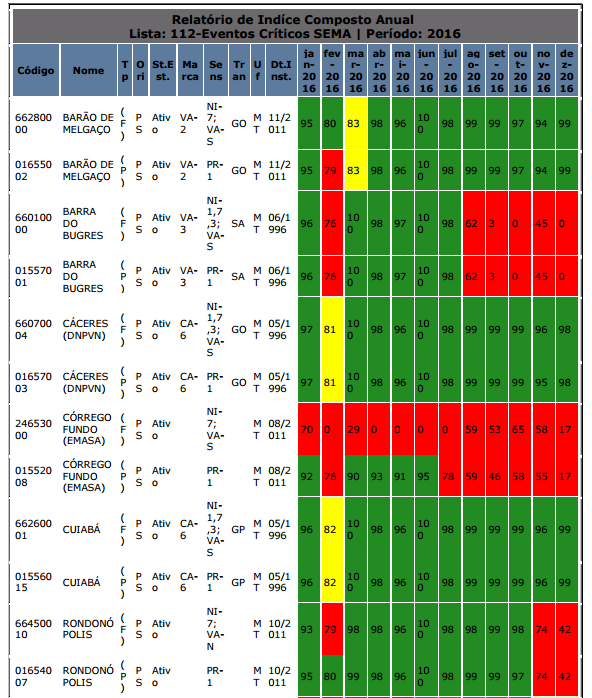 Relatório de Indíce Composto Anual
Lista: 112-Eventos Críticos SEMA | Período: 2016
Código Nome Tp Ori St.Est. Marca Sens Tran Uf Dt.Inst. jan-2016 fev-2016 mar-2016 abr-2016 mai-2016 jun-2016 jul-2016 ago-2016 set-2016 out-2016 nov-2016 dez-2016
66280000 BARÃO DE MELGAÇO (F) PS Ativo VA-2 NI-7;VA-S GO MT 11/2011 95 80 83 98 96 100 98 99 99 97 94 99
01655002 BARÃO DE MELGAÇO (P) PS Ativo VA-2 PR-1 GO MT 11/2011 95 79 83 98 96 100 98 99 99 97 94 99
66010000 BARRA DO BUGRES (F) PS Ativo VA-3 NI-1,7,3;VA-S SA MT 06/1996 96 76 100 98 97 100 98 62 3 0 45 0
01557001 BARRA DO BUGRES (P) PS Ativo VA-3 PR-1 SA MT 06/1996 96 76 100 98 97 100 98 62 3 0 45 0
66070004 CÁCERES (DNPVN) (F) PS Ativo CA-6 NI-1,7,3;VA-S GO MT 05/1996 97 81 100 98 96 100 98 99 99 99 96 98
01657003 CÁCERES (DNPVN) (P) PS Ativo CA-6 PR-1 GO MT 05/1996 97 81 100 98 96 100 98 99 99 99 95 98
24653000 CÓRREGO FUNDO (EMASA) (F) PS Ativo NI-7;VA-S MT 08/2011 70 0 29 0 0 0 0 59 53 65 58 17
01552008 CÓRREGO FUNDO (EMASA) (P) PS Ativo PR-1 MT 08/2011 92 76 90 93 91 95 78 59 46 58 55 17
66260001 CUIABÁ (F) PS Ativo CA-6 NI-1,7,3;VA-S GP MT 05/1996 96 82 100 98 96 100 98 99 99 99 96 99
01556015 CUIABÁ (P) PS Ativo CA-6 PR-1 GP MT 05/1996 96 82 100 98 96 100 98 99 99 99 96 99
66450010 RONDONÓPOLIS (F) PS Ativo NI-7;VA-N MT 10/2011 93 79 98 98 96 100 98 98 99 98 74 42
01654007 RONDONÓPOLIS (P) PS Ativo PR-1 MT 10/2011 95 80 99 98 96 100 98 99 99 97 74 42